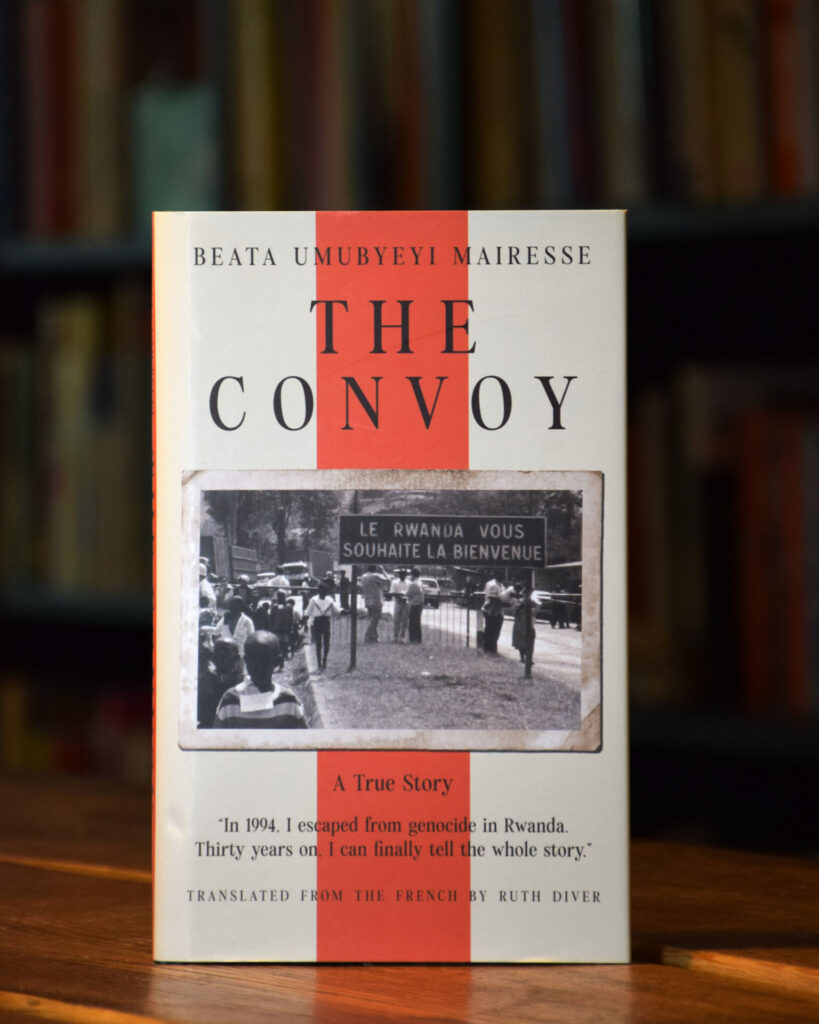 BEATA UMUBYEYI MAIRESSE
THE
CONVOY
LE RWANDA VOUS
SOUHAITE LA BIENVENUE
A True Story
"In 1994, I escaped from genocide in Rwanda.
Thirty years on, I can finally tell the whole story."
TRANSLATED FROM THE FRENCH BY RUTH DIVER